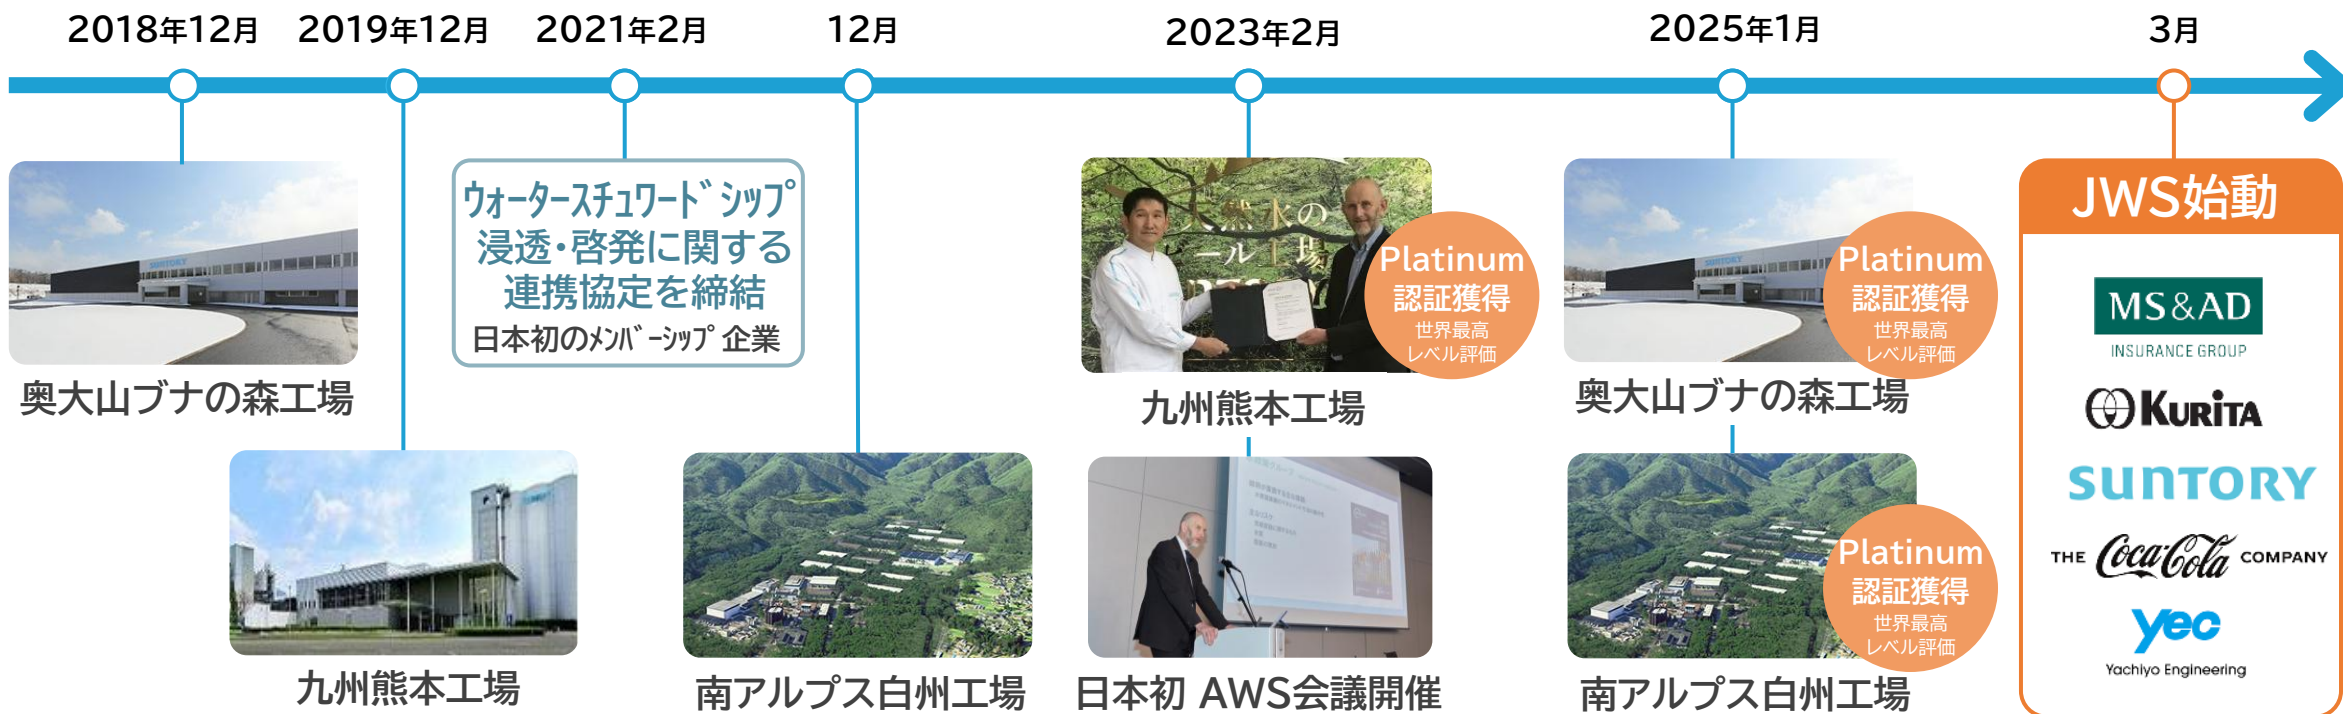 2018年12月
2019年12月
2021年2月
12月
2023年2月
2025年1月
3月
SUNTORY
奥大山ブナの森工場
九州熊本工場
ウォータースチュワードシップ
浸透・啓発に関する
連携協定を締結
日本初のメンバーシップ企業
南アルプス白州工場
天然水の
ール工場
Platinum
認証獲得
世界最高
レベル評価
九州熊本工場
日本初 AWS会議開催
SUNTORY
Platinum
認証獲得
世界最高
レベル評価
奥大山ブナの森工場
Platinum
認証獲得
世界最高
レベル評価
南アルプス白州工場
JWS始動
MS&AD
INSURANCE GROUP
KURITA
SUNTORY
THE Coca-Cola COMPANY
yec
Yachiyo Engineering